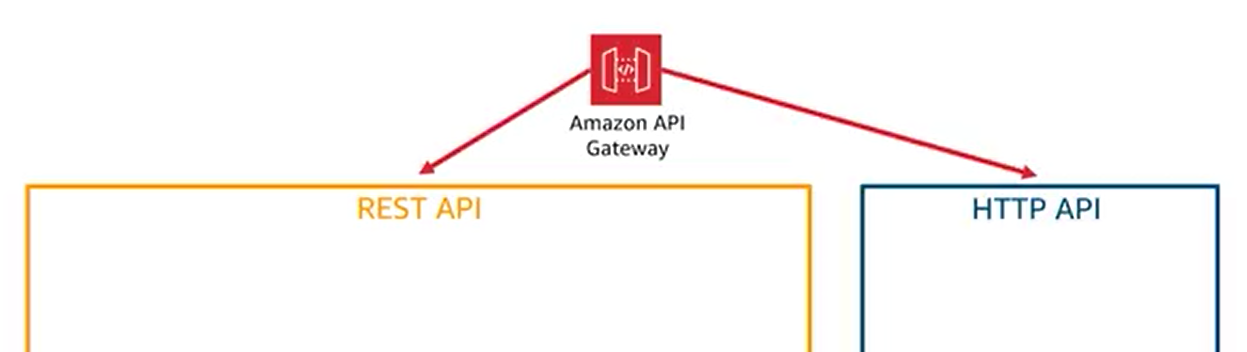 Amazon API
Gateway
REST API
HTTP API